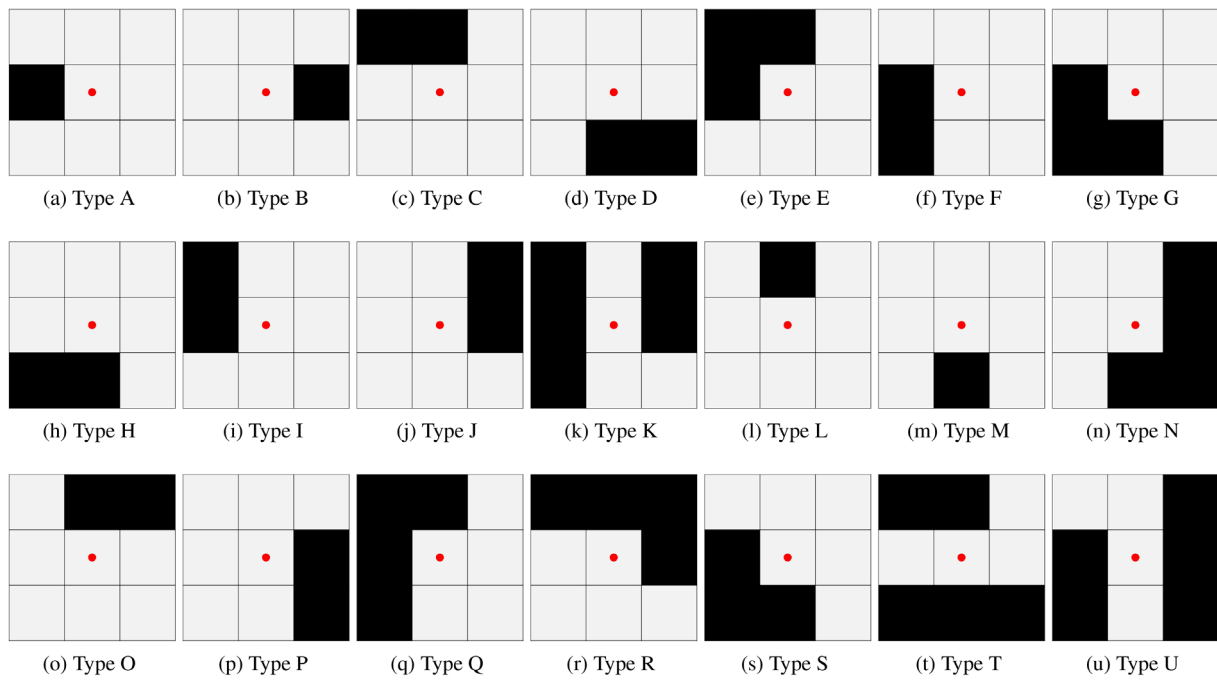 (a) Type A (b) Type B (c) Type C (d) Type D (e) Type E (f) Type F (g) Type G
(h) Type H (i) Type I (j) Type J (k) Type K (l) Type L (m) Type M (n) Type N
(o) Type O (p) Type P (q) Type Q (r) Type R (s) Type S (t) Type T (u) Type U